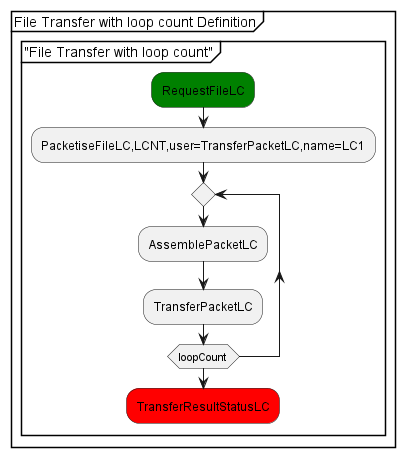 File Transfer with loop count Definition
"File Transfer with loop count"
RequestFileLC
PacketiseFileLC,LCNT,user=TransferPacketLC,name=LC1
AssemblePacketLC
TransferPacketLC
loopCount
TransferResultStatusLC